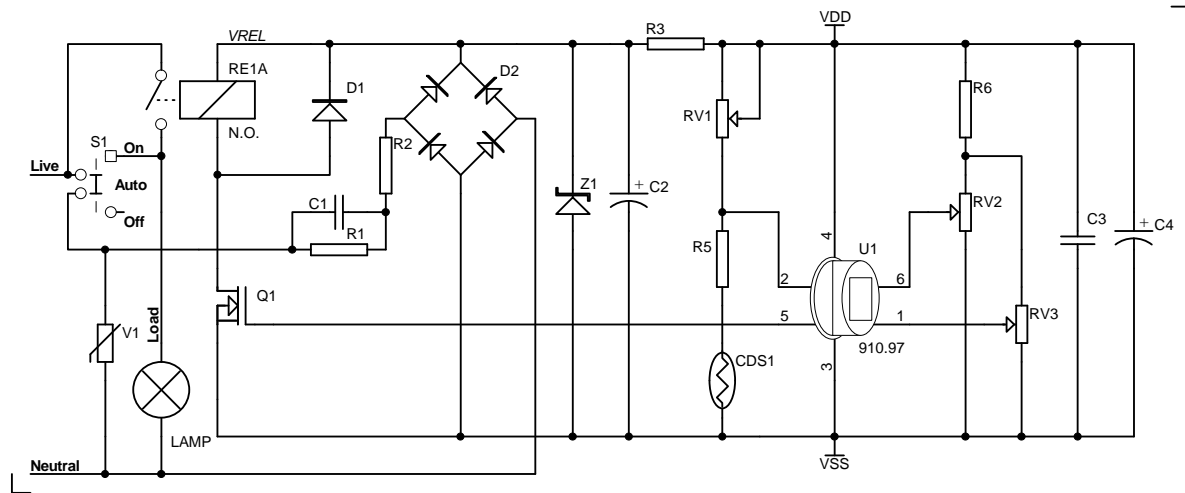 VDD
VREL
R3
RE1A
D1
D2
R6
RV1
N.O.
S1
On
R2
Live
Auto
Z1
+
C2
RV2
C1
Off
R1
R5
4
U1
C3
+
C4
2
6
Q1
5
1
RV3
V1
Load
910.97
CDS1
3
LAMP
Neutral
VSS